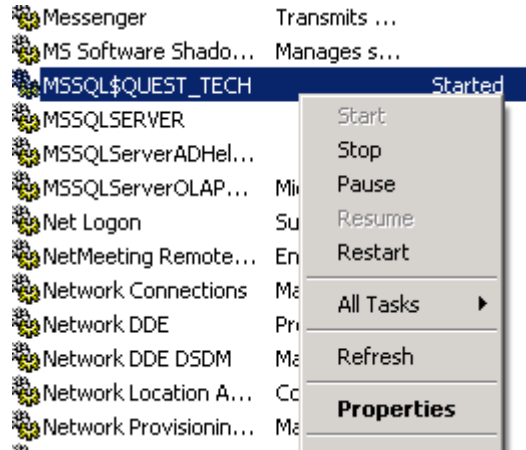 Messenger Transmits ...
MS Software Shado... Manages s...
MSSQL$QUEST_TECH Started
MSSQLSERVER
Start
MSSQLServerADHel...
Stop
MSSQLServerOLAP... Mi
Pause
Net Logon Su
Resume
NetMeeting Remote... En
Restart
Network Connections Ma
All Tasks
Network DDE Pr
Network DDE DSDM Ma
Refresh
Network Location A... Co
Properties
Network Provisionin... Ma